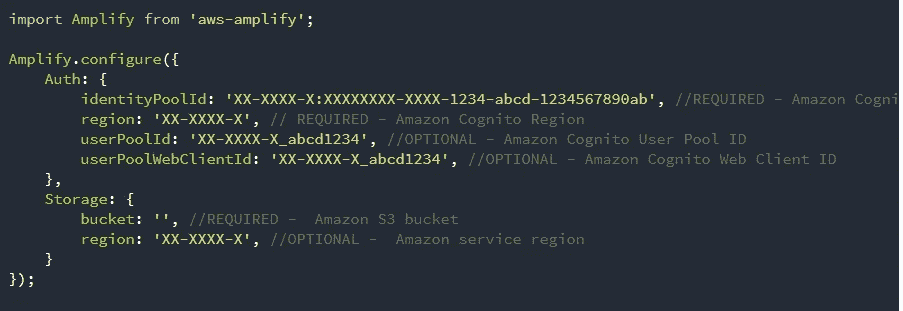 import Amplify from 'aws-amplify';
Amplify.configure({
Auth: {
identityPoolId: 'XX-XXXX-X:XXXXXXXX-XXXX-1234-abcd-1234567890ab', //REQUIRED - Amazon Cogni
region: 'XX-XXXX-X', // REQUIRED - Amazon Cognito Region
userPoolId: 'XX-XXXX-X_abcd1234', //OPTIONAL - Amazon Cognito User Pool ID
userPoolWebClientId: 'XX-XXXX-X_abcd1234', //OPTIONAL - Amazon Cognito Web Client ID
},
Storage: {
bucket: '', //REQUIRED -  Amazon S3 bucket
region: 'XX-XXXX-X', //OPTIONAL -  Amazon service region
}
});